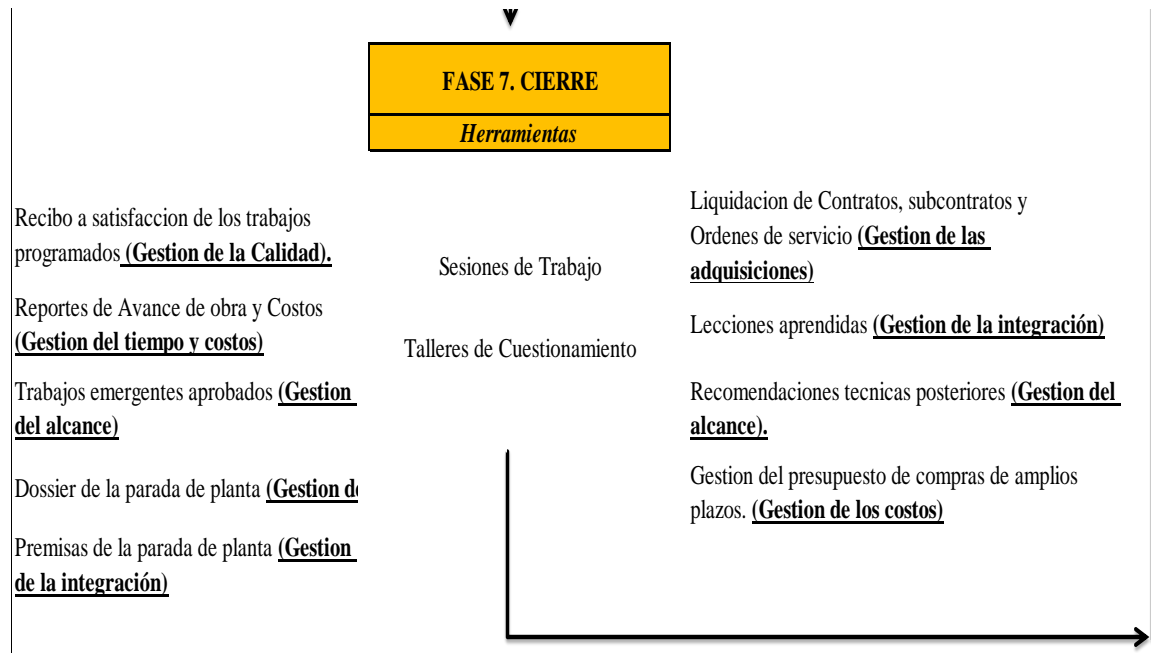 FASE 7. CIERRE
Herramientas
Recibo a satisfaccion de los trabajos
programados (Gestion de la Calidad).
Reportes de Avance de obra y Costos
(Gestion del tiempo y costos)
Trabajos emergentes aprobados (Gestion
del alcance)
Dossier de la parada de planta (Gestion
Premisas de la parada de planta (Gestion
de la integración)
Sesiones de Trabajo
Talleres de Cuestionamiento
Liquidacion de Contratos, subcontratos y
Ordenes de servicio (Gestion de las
adquisiciones)
Lecciones aprendidas (Gestion de la integración)
Recomendaciones tecnicas posteriores (Gestion del
alcance).
Gestion del presupuesto de compras de amplios
plazos. (Gestion de los costos)